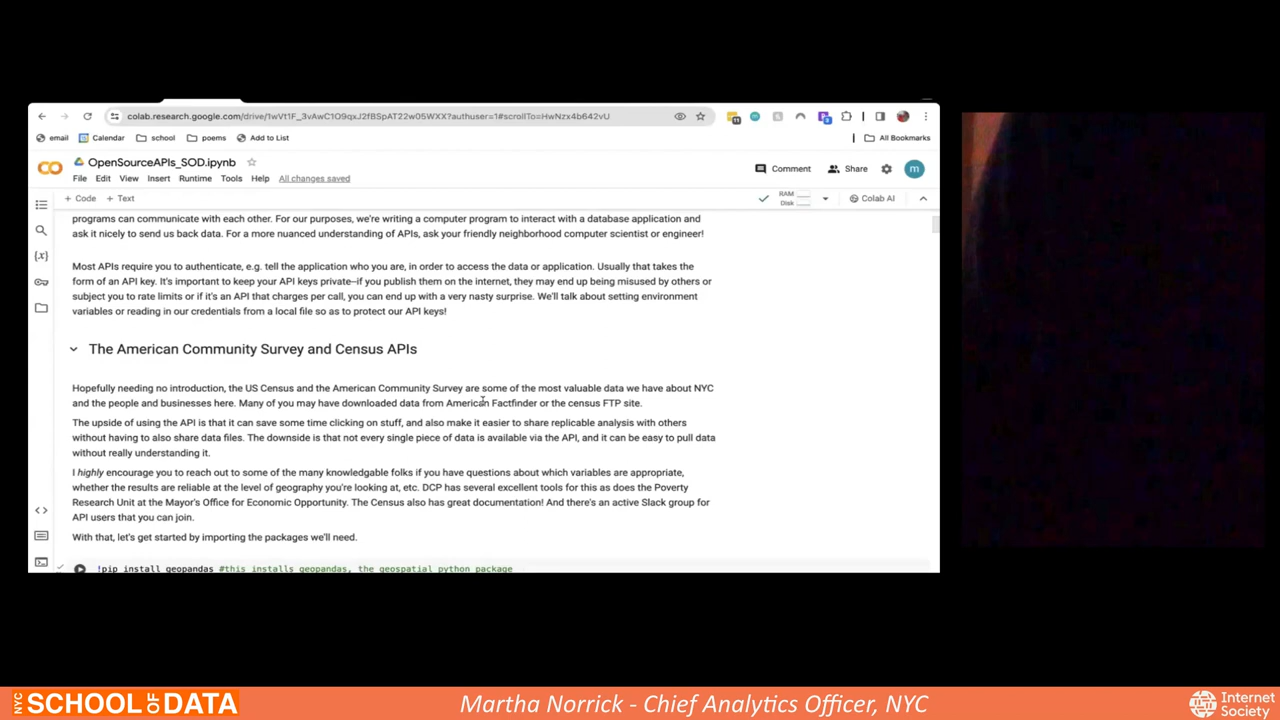 colab.research.google.com/drive/1wVt1F_3vAwC1O9qxJ2fBSpAT22w05WXX?authuser=1#scrollTo=HwNzx4b642vU
email Calendar school poems Add to List All Bookmarks
OpenSourceAPIs_SOD.ipynb
Comment Share m
File Edit View Insert Runtime Tools Help All changes saved
+ Code + Text RAM Disk Colab AI
programs can communicate with each other. For our purposes, we're writing a computer program to interact with a database application and
ask it nicely to send us back data. For a more nuanced understanding of APIs, ask your friendly neighborhood computer scientist or engineer!
Most APIs require you to authenticate, e.g. tell the application who you are, in order to access the data or application. Usually that takes the
form of an API key. It's important to keep your API keys private–if you publish them on the internet, they may end up being misused by others or
subject you to rate limits or if it's an API that charges per call, you can end up with a very nasty surprise. We'll talk about setting environment
variables or reading in our credentials from a local file so as to protect our API keys!
The American Community Survey and Census APIs
Hopefully needing no introduction, the US Census and the American Community Survey are some of the most valuable data we have about NYC
and the people and businesses here. Many of you may have downloaded data from American Factfinder or the census FTP site.
The upside of using the API is that it can save some time clicking on stuff, and also make it easier to share replicable analysis with others
without having to also share data files. The downside is that not every single piece of data is available via the API, and it can be easy to pull data
without really understanding it.
I highly encourage you to reach out to some of the many knowledgable folks if you have questions about which variables are appropriate,
whether the results are reliable at the level of geography you're looking at, etc. DCP has several excellent tools for this as does the Poverty
Research Unit at the Mayor's Office for Economic Opportunity. The Census also has great documentation! And there's an active Slack group for
API users that you can join.
With that, let's get started by importing the packages we'll need.
!pip install geopandas #this installs geopandas, the geospatial python package
NYC SCHOOL OF DATA
Martha Norrick - Chief Analytics Officer, NYC
Internet
Society